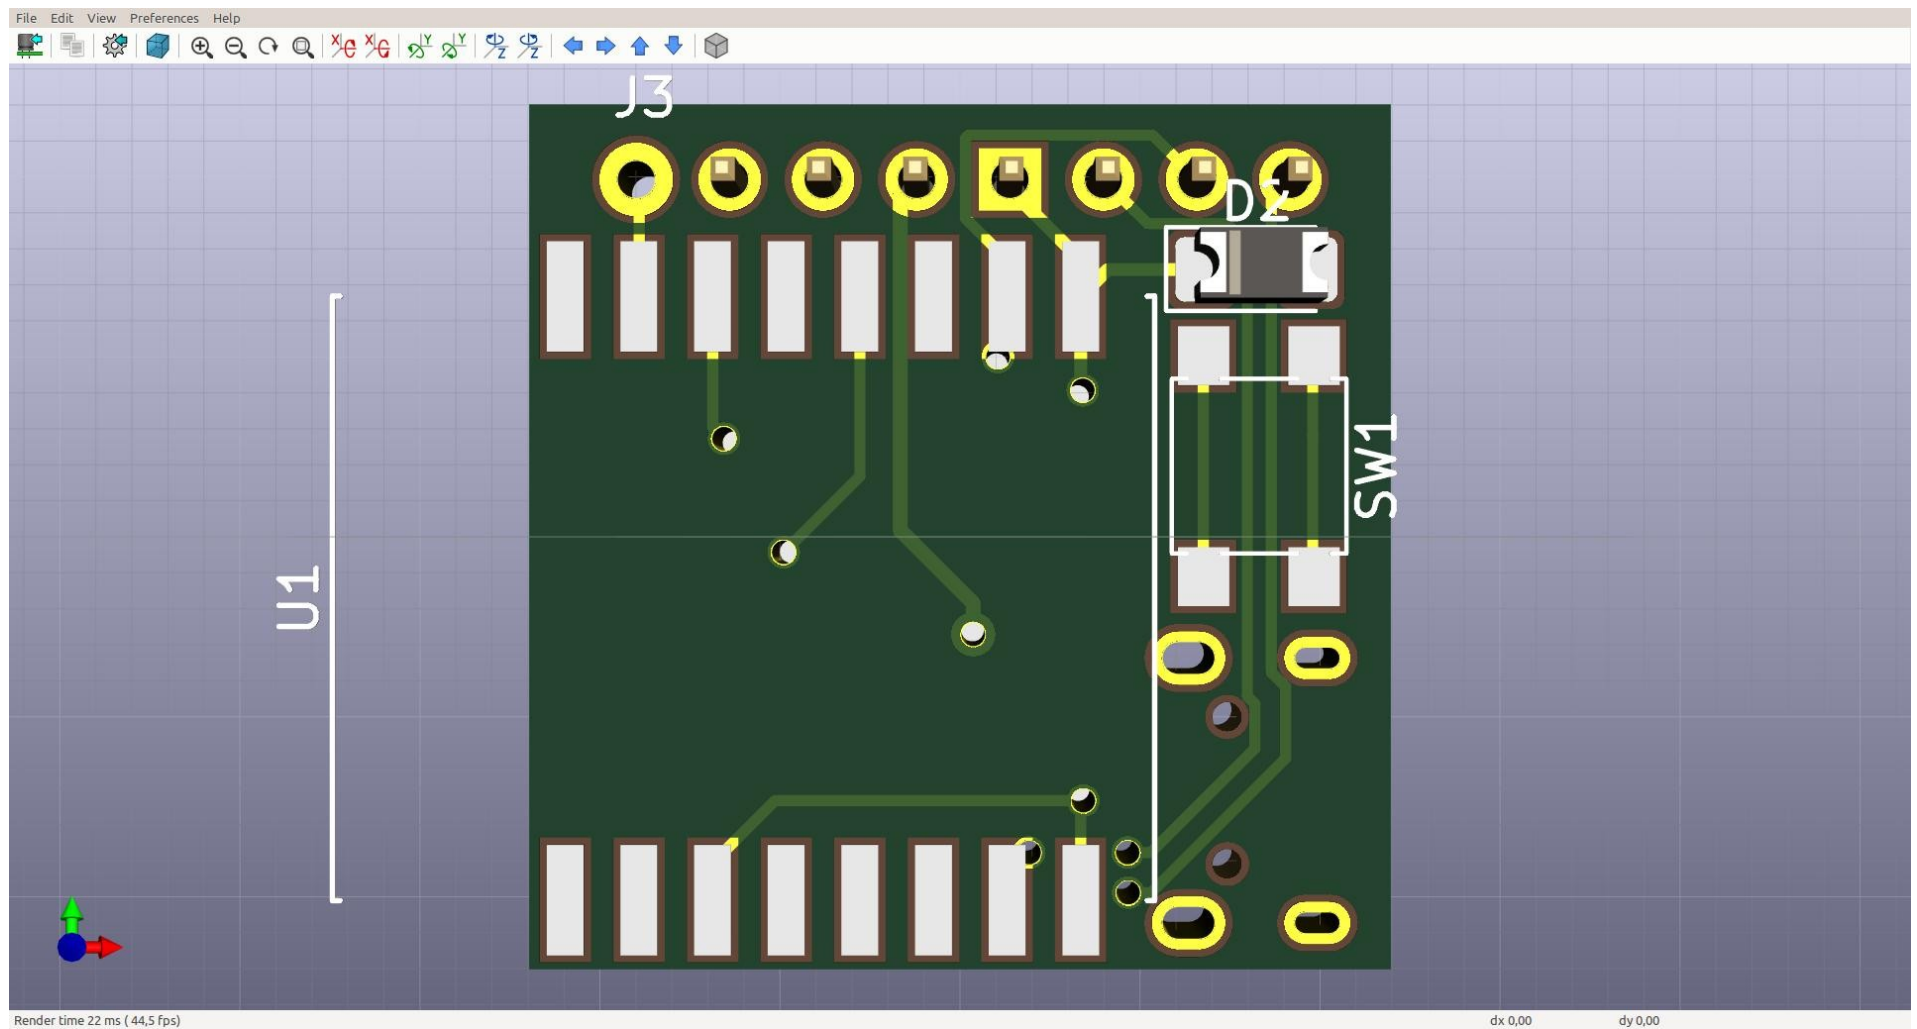 File Edit View Preferences Help
J3
D2
SW1
U1
Render time 22 ms ( 44,5 fps)
dx 0,00
dy 0,00